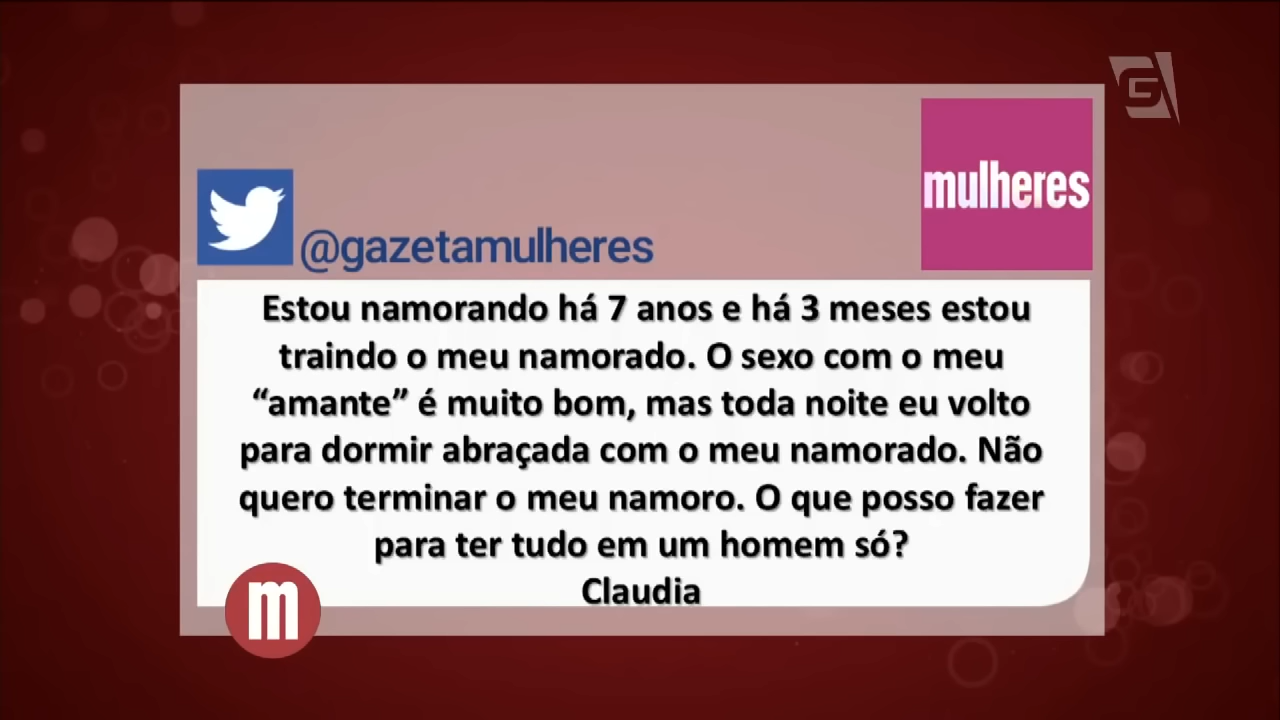 G
mulheres
@gazetamulheres
Estou namorando há 7 anos e há 3 meses estou
traindo o meu namorado. O sexo com o meu
“amante” é muito bom, mas toda noite eu volto
para dormir abraçada com o meu namorado. Não
quero terminar o meu namoro. O que posso fazer
para ter tudo em um homem só?
Claudia
m